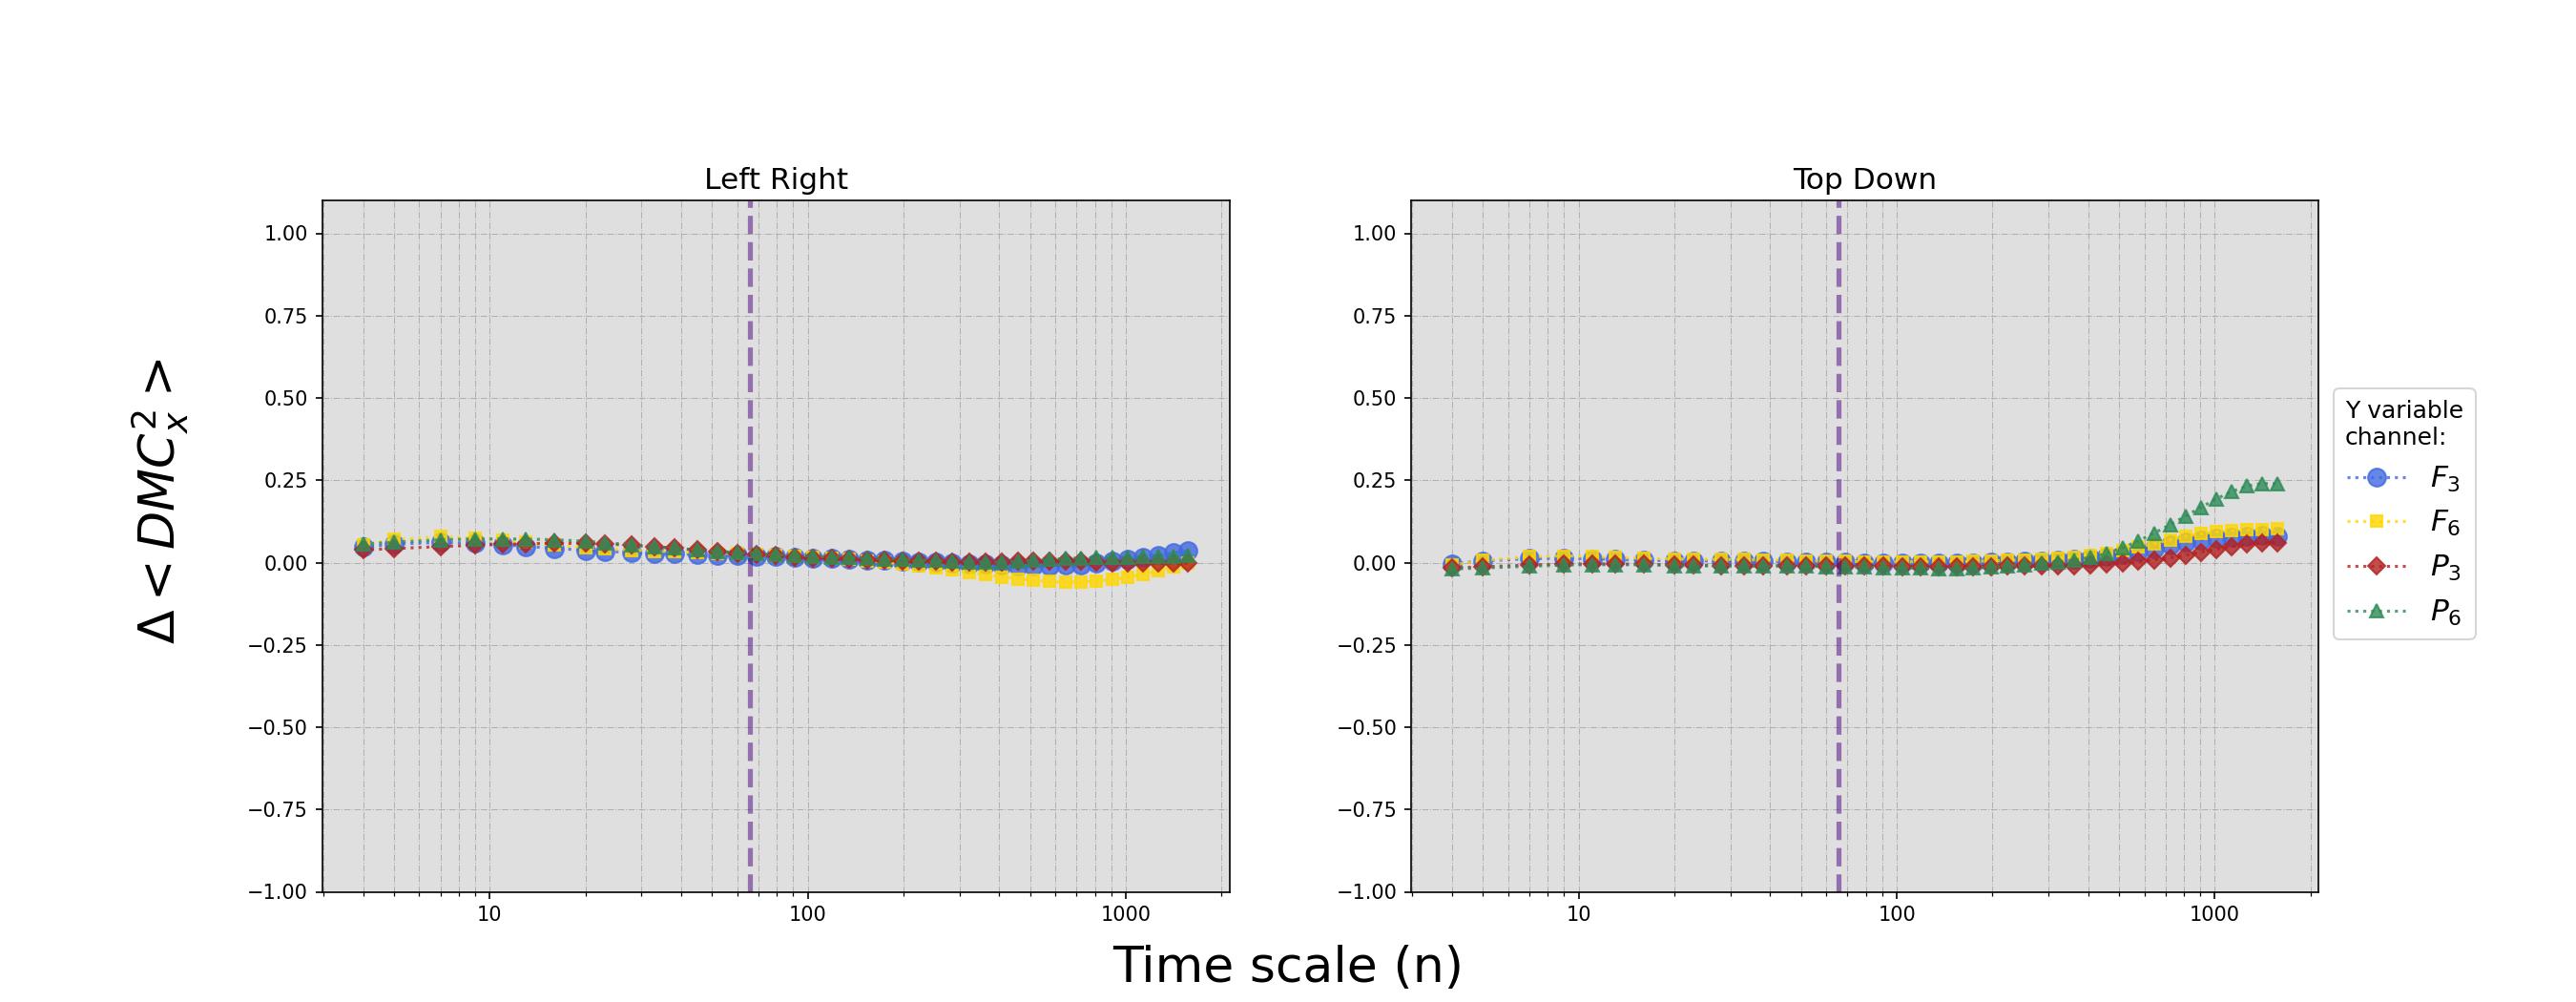 Left Right
Top Down
Δ < DMC²ₓ >
1.00
0.75
0.50
0.25
0.00
−0.25
−0.50
−0.75
−1.00
10 100 1000
1.00
0.75
0.50
0.25
0.00
−0.25
−0.50
−0.75
−1.00
10 100 1000
Y variable
channel:
F₃
F₆
P₃
P₆
Time scale (n)